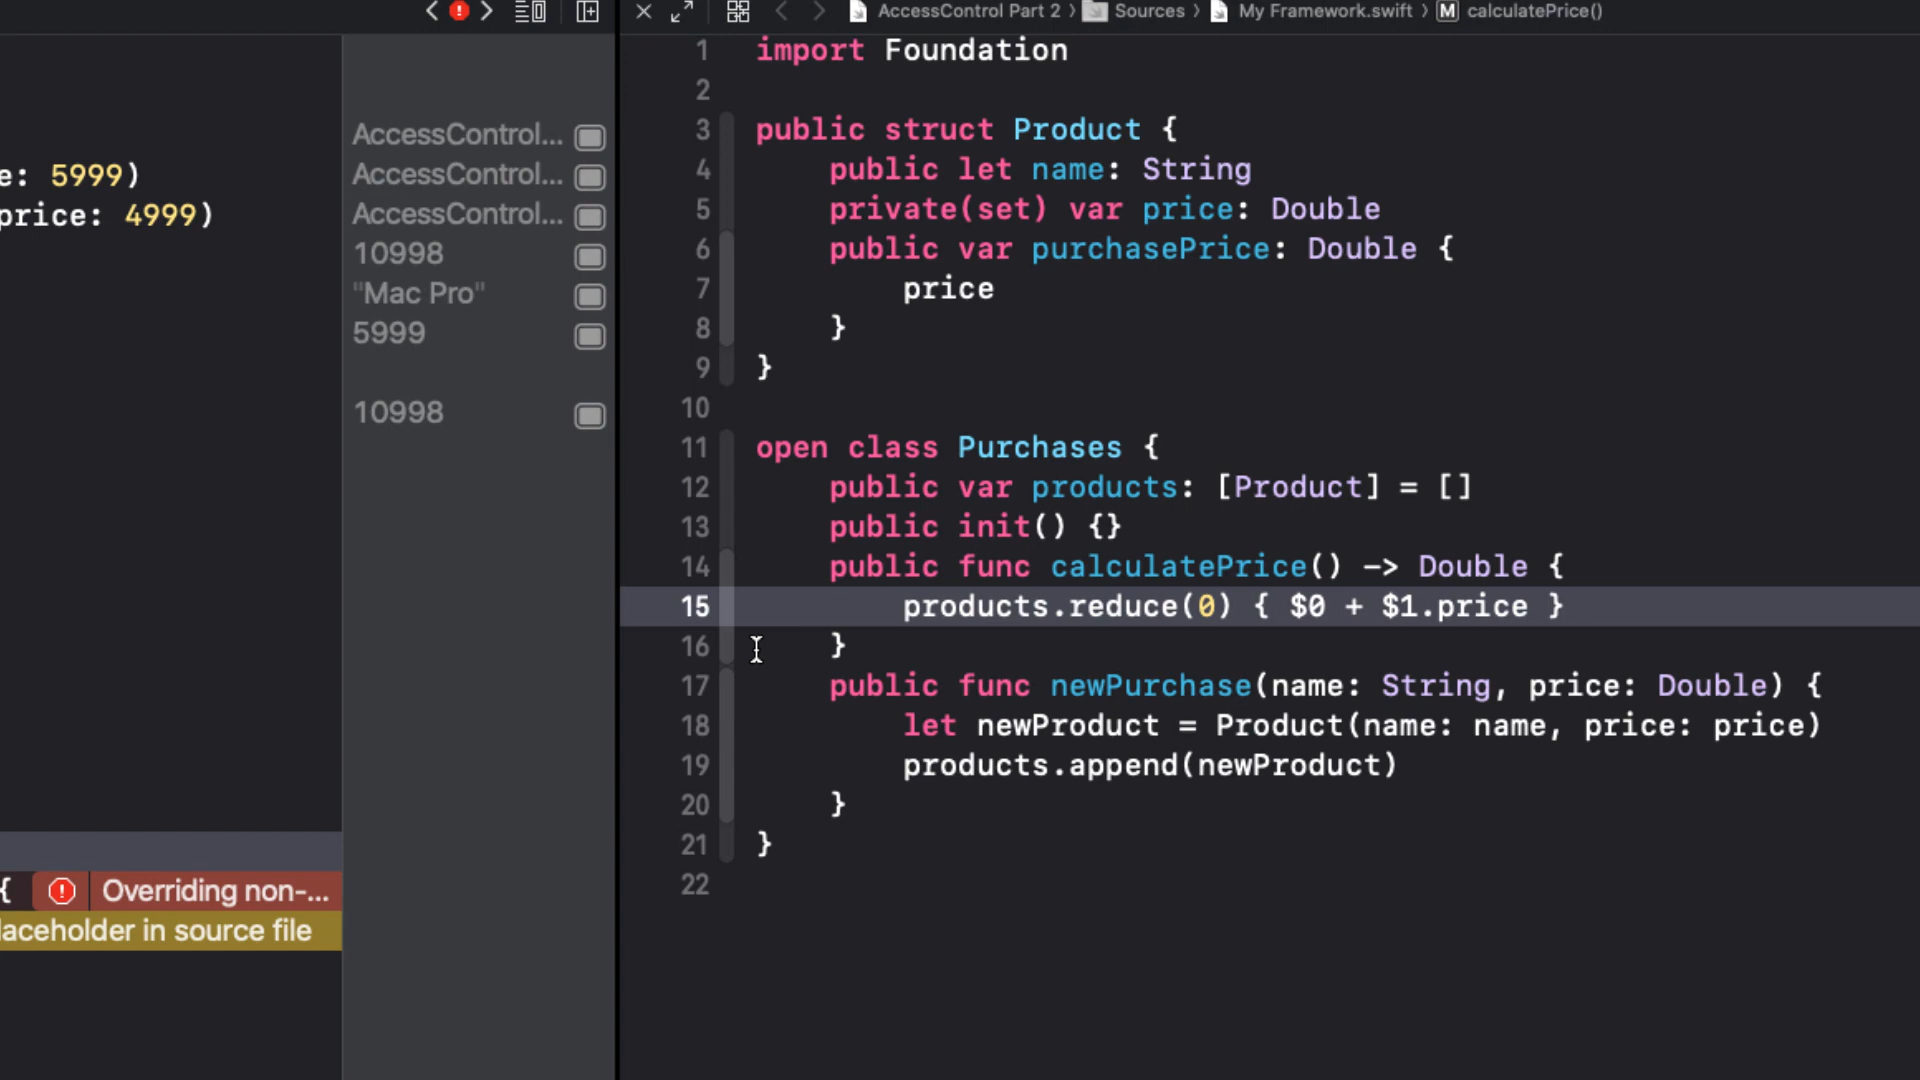 AccessControl Part 2 › Sources › My Framework.swift › M calculatePrice()
e: 5999)
price: 4999)
AccessControl...
AccessControl...
AccessControl...
10998
"Mac Pro"
5999
10998
{ Overriding non-...
laceholder in source file
1 import Foundation
2
3 public struct Product {
4 public let name: String
5 private(set) var price: Double
6 public var purchasePrice: Double {
7 price
8 }
9 }
10
11 open class Purchases {
12 public var products: [Product] = []
13 public init() {}
14 public func calculatePrice() -> Double {
15 products.reduce(0) { $0 + $1.price }
16 }
17 public func newPurchase(name: String, price: Double) {
18 let newProduct = Product(name: name, price: price)
19 products.append(newProduct)
20 }
21 }
22